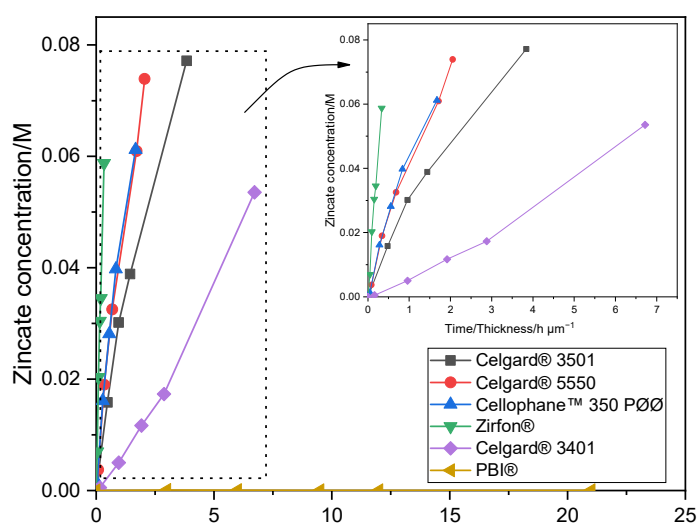 0.08
0.06
0.04
0.02
0.00
Zincate concentration/M
0
5
10
15
20
25
0.08
0.06
0.04
0.02
0.00
Zincate concentration/M
0
1
2
3
4
5
6
7
Time/Thickness/h µm⁻¹
Celgard® 3501
Celgard® 5550
Cellophane™ 350 PØØ
Zirfon®
Celgard® 3401
PBI®